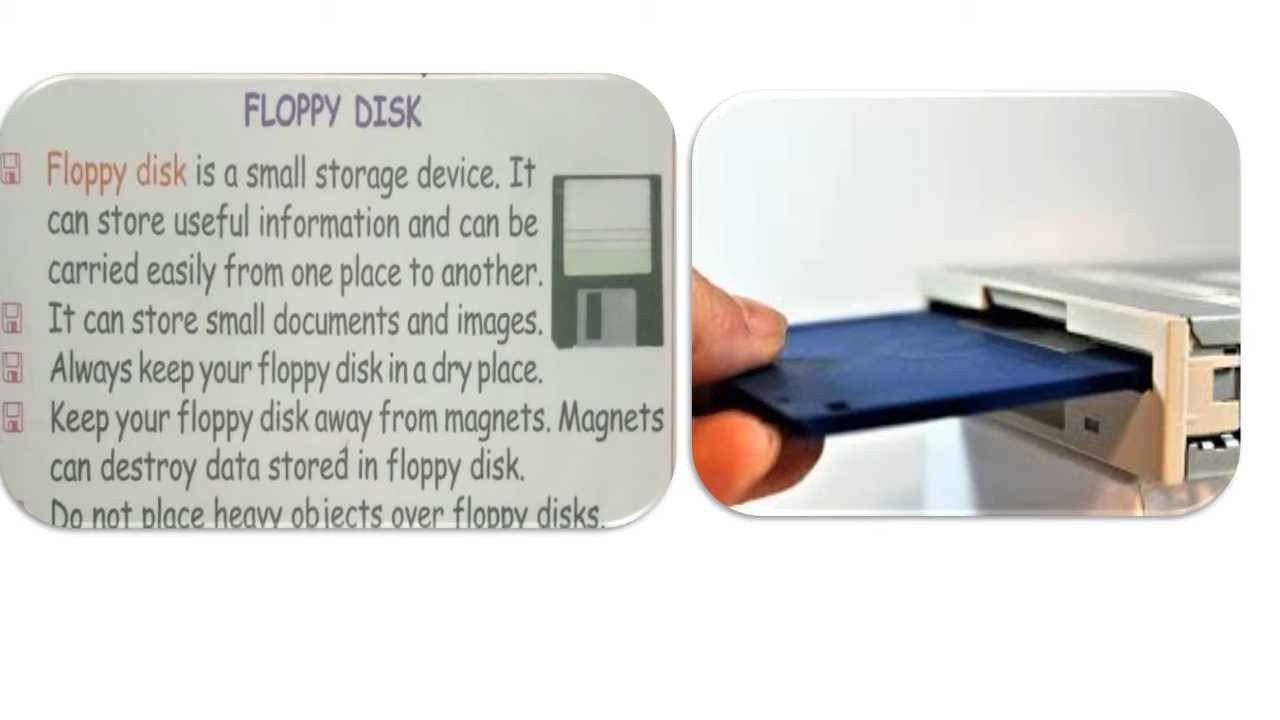 FLOPPY DISK
Floppy disk is a small storage device. It
can store useful information and can be
carried easily from one place to another.
It can store small documents and images.
Always keep your floppy disk in a dry place.
Keep your floppy disk away from magnets. Magnets
can destroy data stored in floppy disk.
Do not place heavy objects over floppy disks.